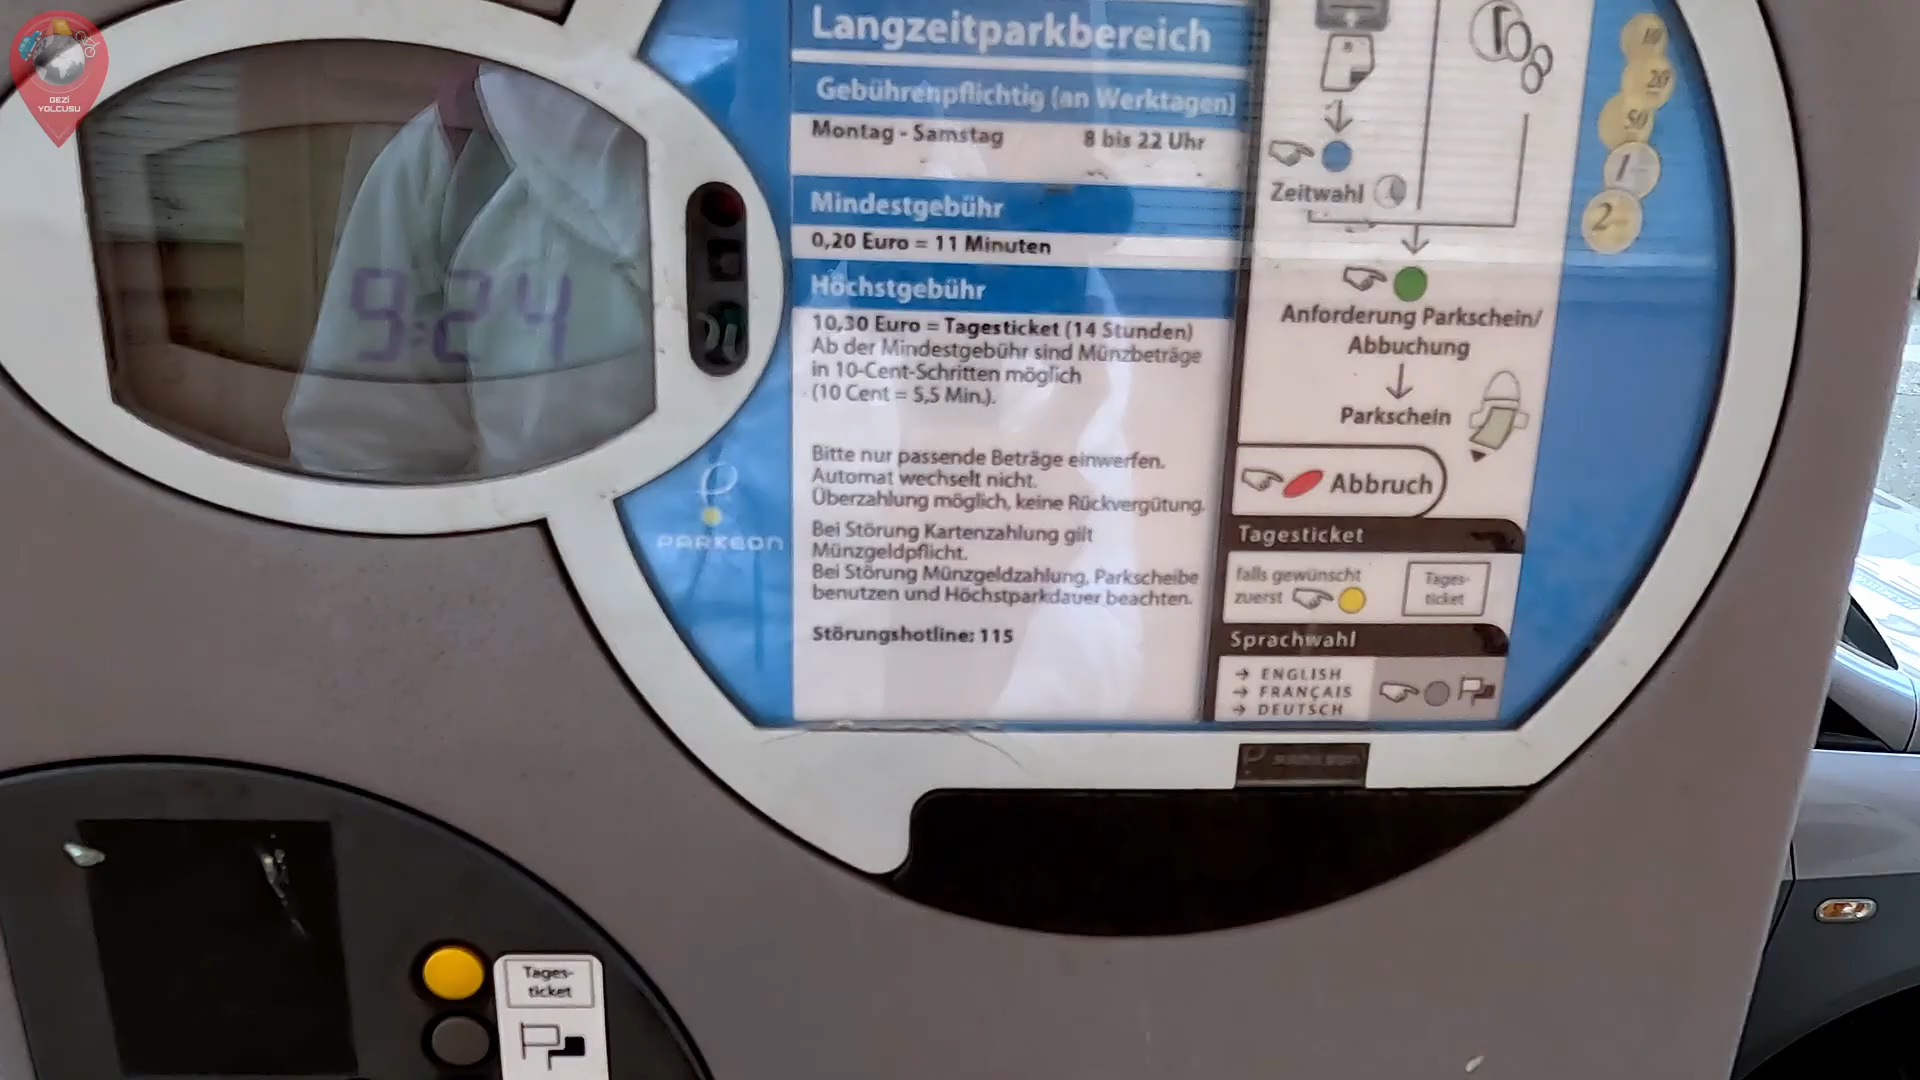 GEZİ
YOLCUSU
9:24
Langzeitparkbereich
Gebührenpflichtig (an Werktagen)
Montag - Samstag 8 bis 22 Uhr
Mindestgebühr
0,20 Euro = 11 Minuten
Höchstgebühr
10,30 Euro = Tagesticket (14 Stunden)
Ab der Mindestgebühr sind Münzbeträge
in 10-Cent-Schritten möglich
(10 Cent = 5,5 Min.).
Bitte nur passende Beträge einwerfen.
Automat wechselt nicht.
Überzahlung möglich, keine Rückvergütung.
Bei Störung Kartenzahlung gilt
Münzgeldpflicht.
Bei Störung Münzgeldzahlung, Parkscheibe
benutzen und Höchstparkdauer beachten.
Störungshotline: 115
PARKEON
Zeitwahl
Anforderung Parkschein/
Abbuchung
Parkschein
Abbruch
Tagesticket
falls gewünscht
zuerst
Tages-
ticket
Sprachwahl
→ ENGLISH
→ FRANÇAIS
→ DEUTSCH
10
20
50
1
2
Tages-
ticket